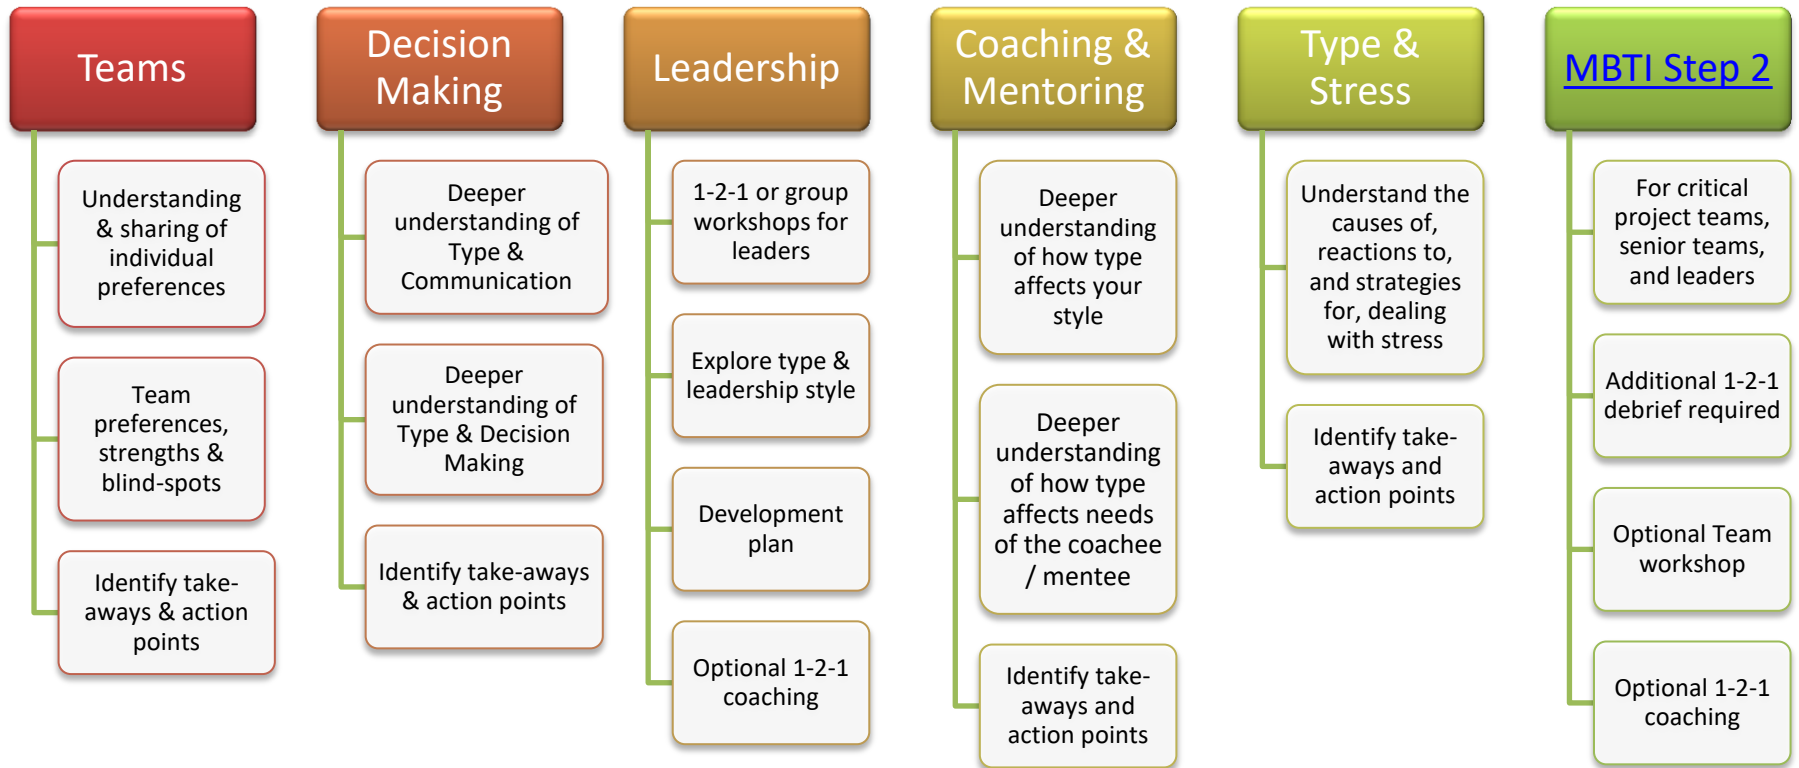 Teams
Understanding
& sharing of
individual
preferences
Team
preferences,
strengths &
blind-spots
Identify take-
aways & action
points
Decision
Making
Deeper
understanding of
Type &
Communication
Deeper
understanding of
Type & Decision
Making
Identify take-aways
& action points
Leadership
1-2-1 or group
workshops for
leaders
Explore type &
leadership style
Development
plan
Optional 1-2-1
coaching
Coaching &
Mentoring
Deeper
understanding
of how type
affects your
style
Deeper
understanding
of how type
affects needs
of the coachee
/ mentee
Identify take-
aways and
action points
Type &
Stress
Understand the
causes of,
reactions to,
and strategies
for, dealing
with stress
Identify take-
aways and
action points
MBTI Step 2
For critical
project teams,
senior teams,
and leaders
Additional 1-2-1
debrief required
Optional Team
workshop
Optional 1-2-1
coaching